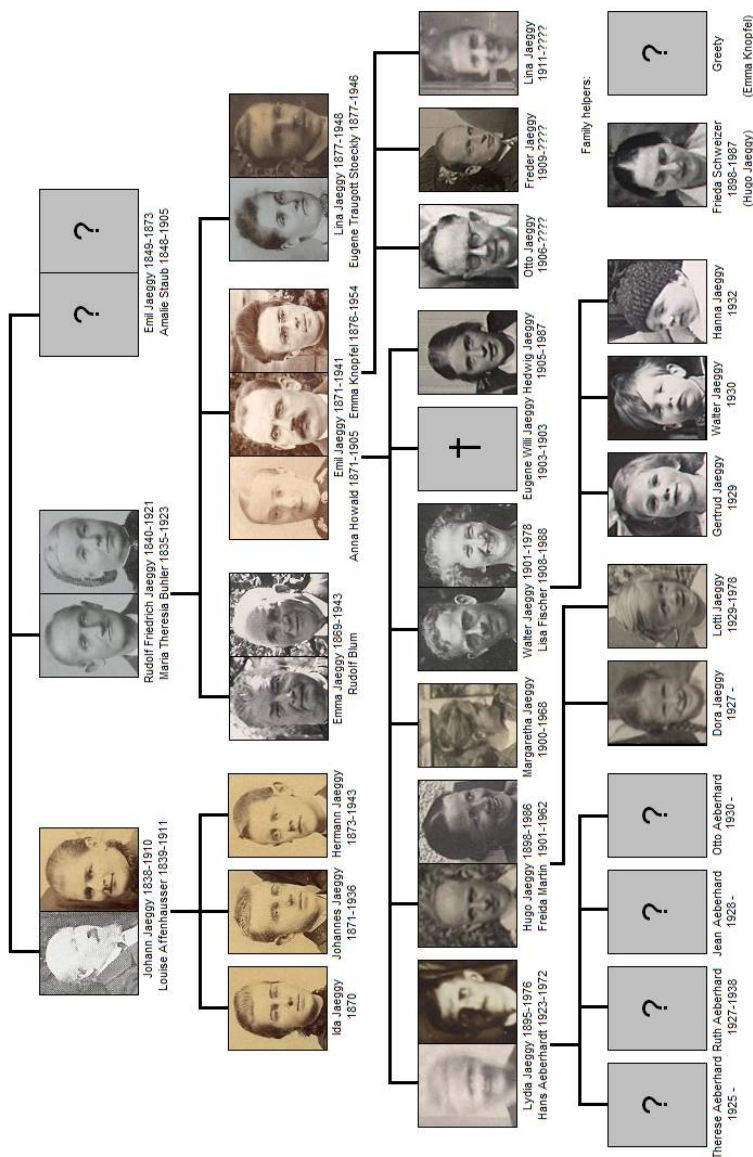 Johann Jaeggy 1838-1910
Louise Affenhausser 1839-1911
Rudolf Friedrich Jaeggy 1840-1921
Maria Theresia Buhler 1835-1923
?
?
Emil Jaeggy 1849-1873
Amalie Staub 1848-1905
Ida Jaeggy
1870
Johannes Jaeggy
1871-1936
Hermann Jaeggy
1873-1943
Emma Jaeggy 1869-1943
Rudolf Blum
Emil Jaeggy 1871-1941
Anna Howald 1871-1905
Emma Knopfel 1876-1954
Lina Jaeggy 1877-1948
Eugene Traugott Stoeckly 1877-1946
Lydia Jaeggy 1895-1976
Hans Aeberhardt 1923-1972
Hugo Jaeggy 1898-1986
Freida Martin 1901-1962
Margaretha Jaeggy
1900-1968
Walter Jaeggy 1901-1978
Lisa Fischer 1908-1988
Eugene Willi Jaeggy
1903-1903
Hedwig Jaeggy
1905-1987
Otto Jaeggy
1906-????
Freder Jaeggy
1909-????
Lina Jaeggy
1911-????
?
Therese Aeberhard
1925 -
?
Ruth Aeberhard
1927-1938
?
Jean Aeberhard
1928-
?
Otto Aeberhard
1930 -
Dora Jaeggy
1927 -
Lotti Jaeggy
1929-1978
Gertrud Jaeggy
1929
Walter Jaeggy
1930
Hanna Jaeggy
1932
Family helpers:
Frieda Schweizer
1898-1987
(Hugo Jaeggy)
?
Greety
(Emma Knopfel)